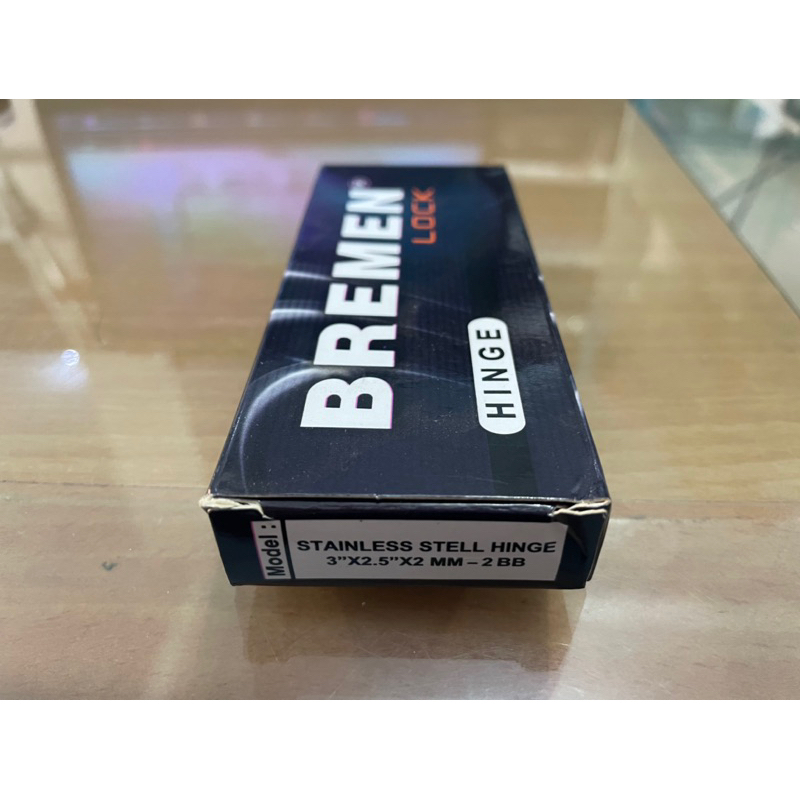 BREMEN®
LOCK
HINGE
Model :
STAINLESS STELL HINGE
3"X2.5"X2 MM – 2 BB